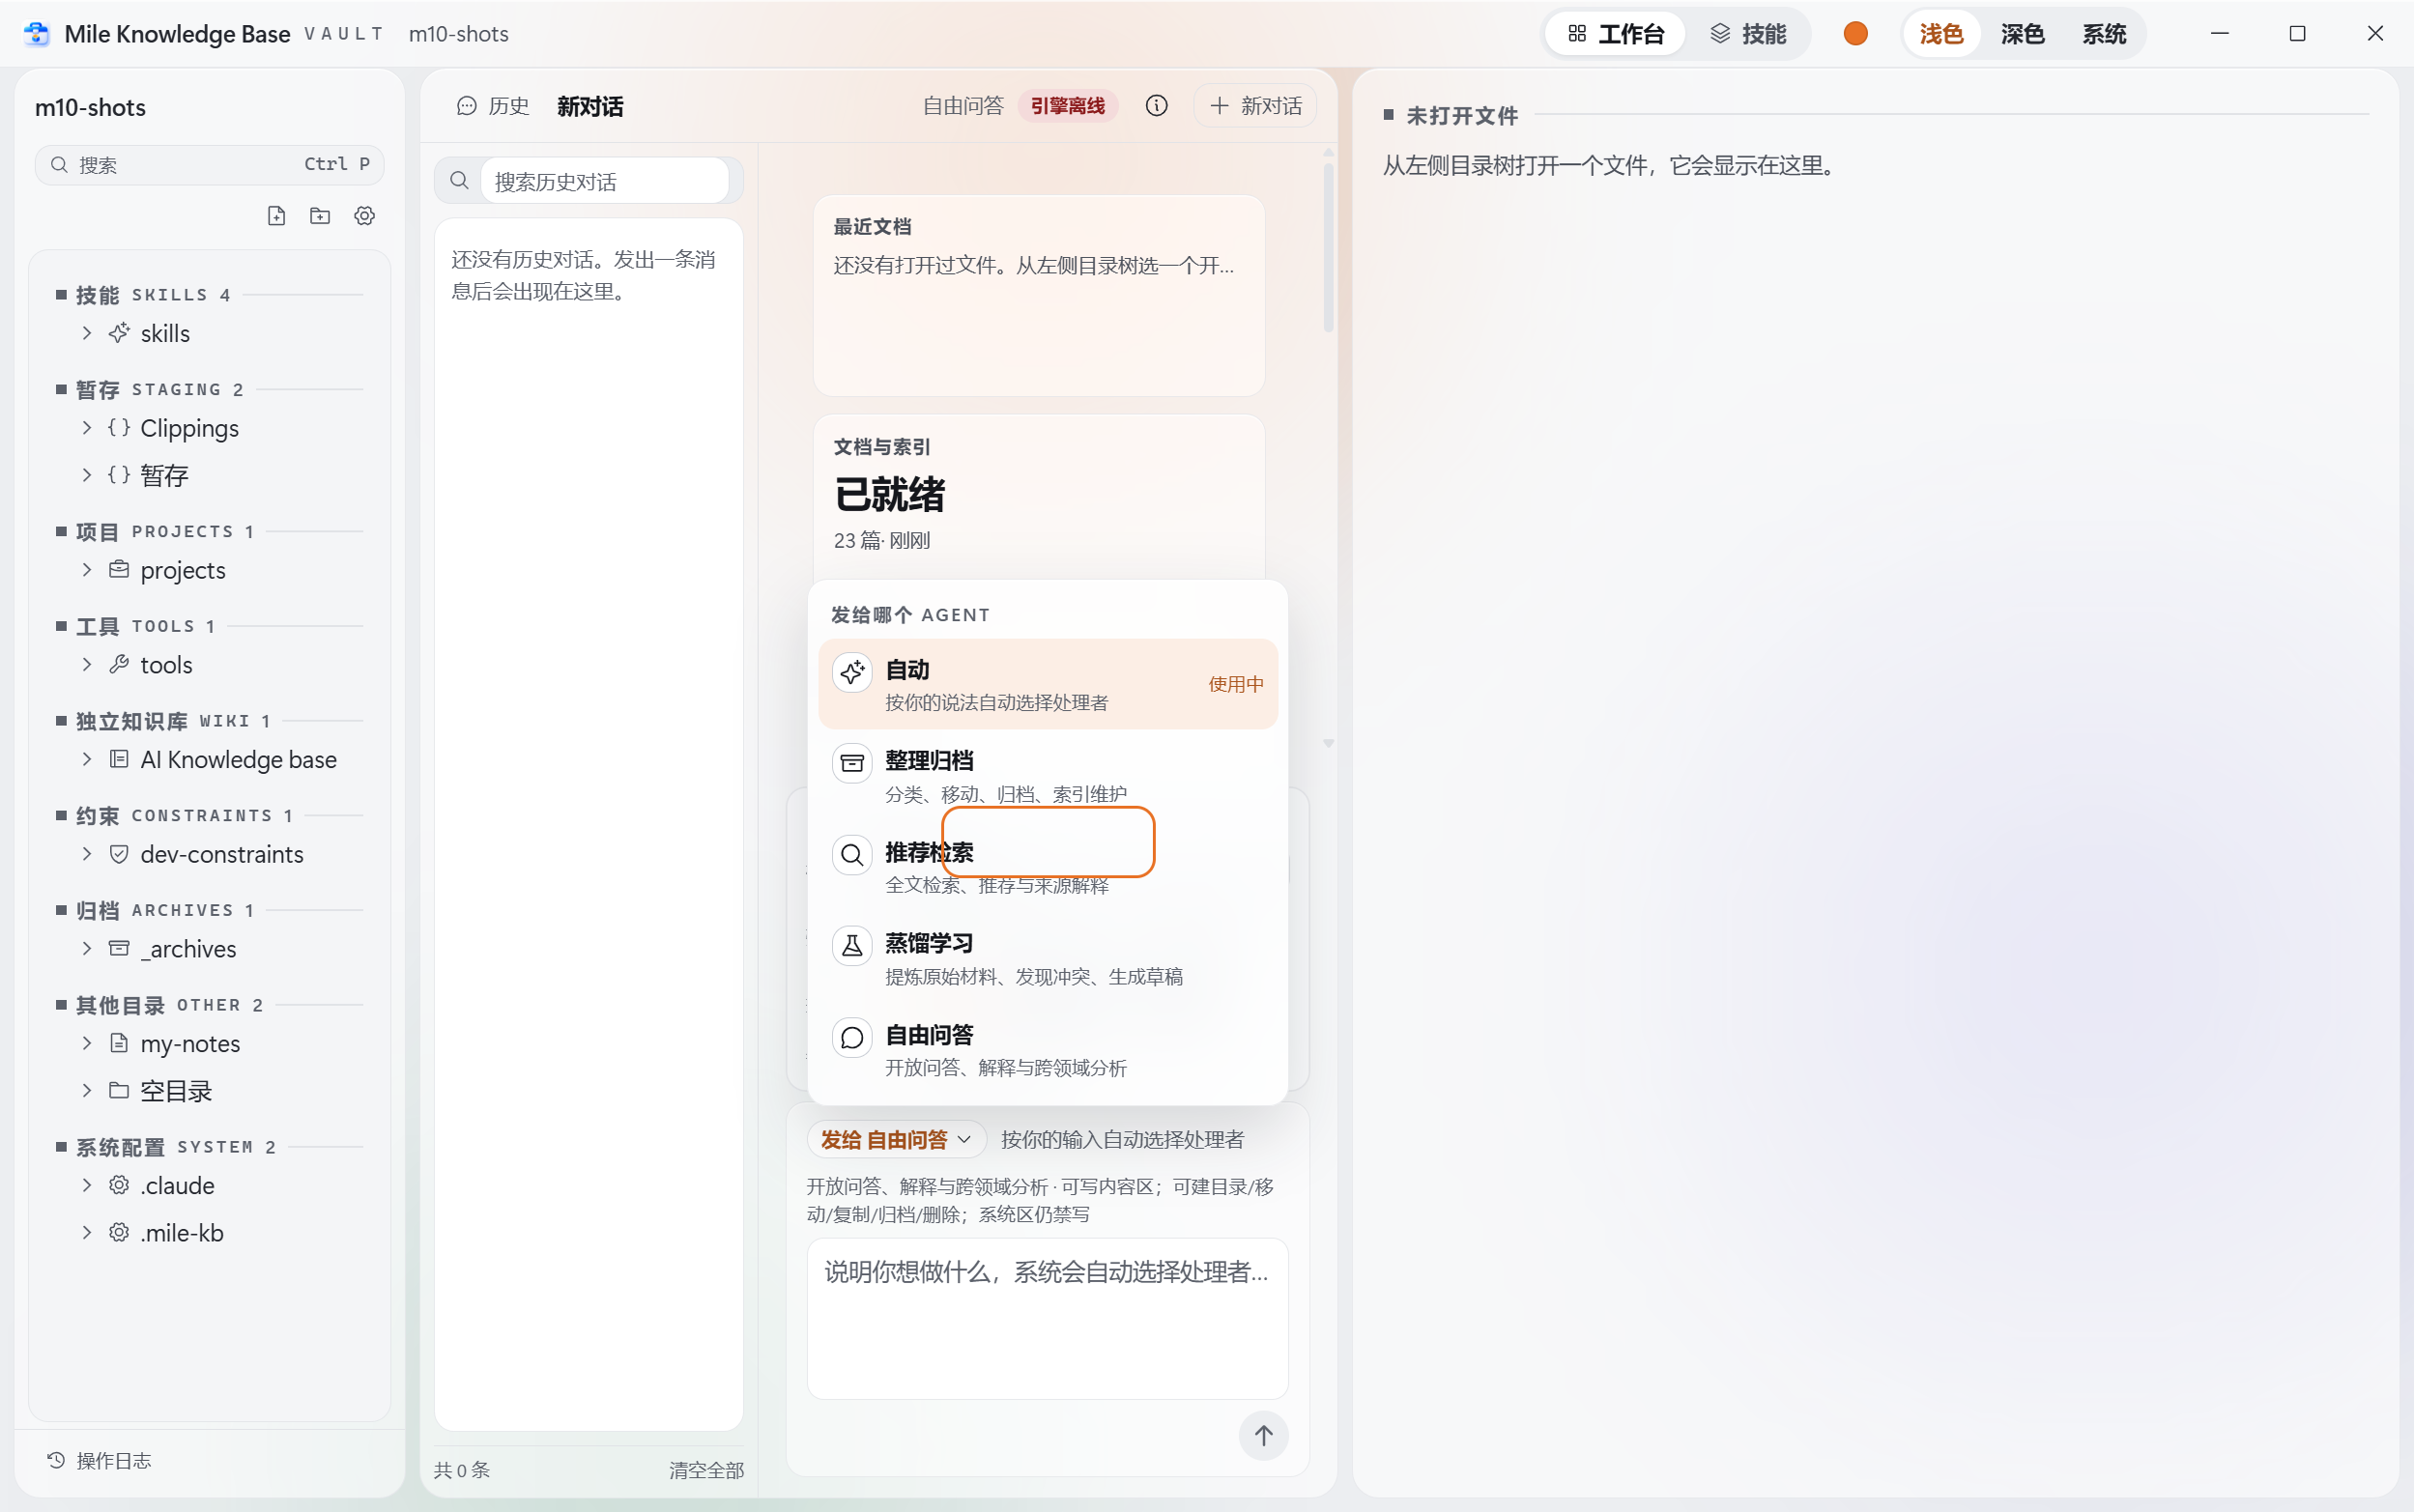 Mile Knowledge Base VAULT m10-shots
工作台 技能 浅色 深色 系统
m10-shots
搜索 Ctrl P
技能 SKILLS 4
skills
暂存 STAGING 2
{ } Clippings
{ } 暂存
项目 PROJECTS 1
projects
工具 TOOLS 1
tools
独立知识库 WIKI 1
AI Knowledge base
约束 CONSTRAINTS 1
dev-constraints
归档 ARCHIVES 1
_archives
其他目录 OTHER 2
my-notes
空目录
系统配置 SYSTEM 2
.claude
.mile-kb
操作日志
历史 新对话 自由问答 引擎离线 新对话
搜索历史对话
还没有历史对话。发出一条消
息后会出现在这里。
共 0 条 清空全部
最近文档
还没有打开过文件。从左侧目录树选一个开...
文档与索引
已就绪
23 篇· 刚刚
发给哪个 AGENT
自动
按你的说法自动选择处理者
使用中
整理归档
分类、移动、归档、索引维护
推荐检索
全文检索、推荐与来源解释
蒸馏学习
提炼原始材料、发现冲突、生成草稿
自由问答
开放问答、解释与跨领域分析
发给 自由问答 按你的输入自动选择处理者
开放问答、解释与跨领域分析 · 可写内容区；可建目录/移
动/复制/归档/删除；系统区仍禁写
说明你想做什么，系统会自动选择处理者...
未打开文件
从左侧目录树打开一个文件，它会显示在这里。